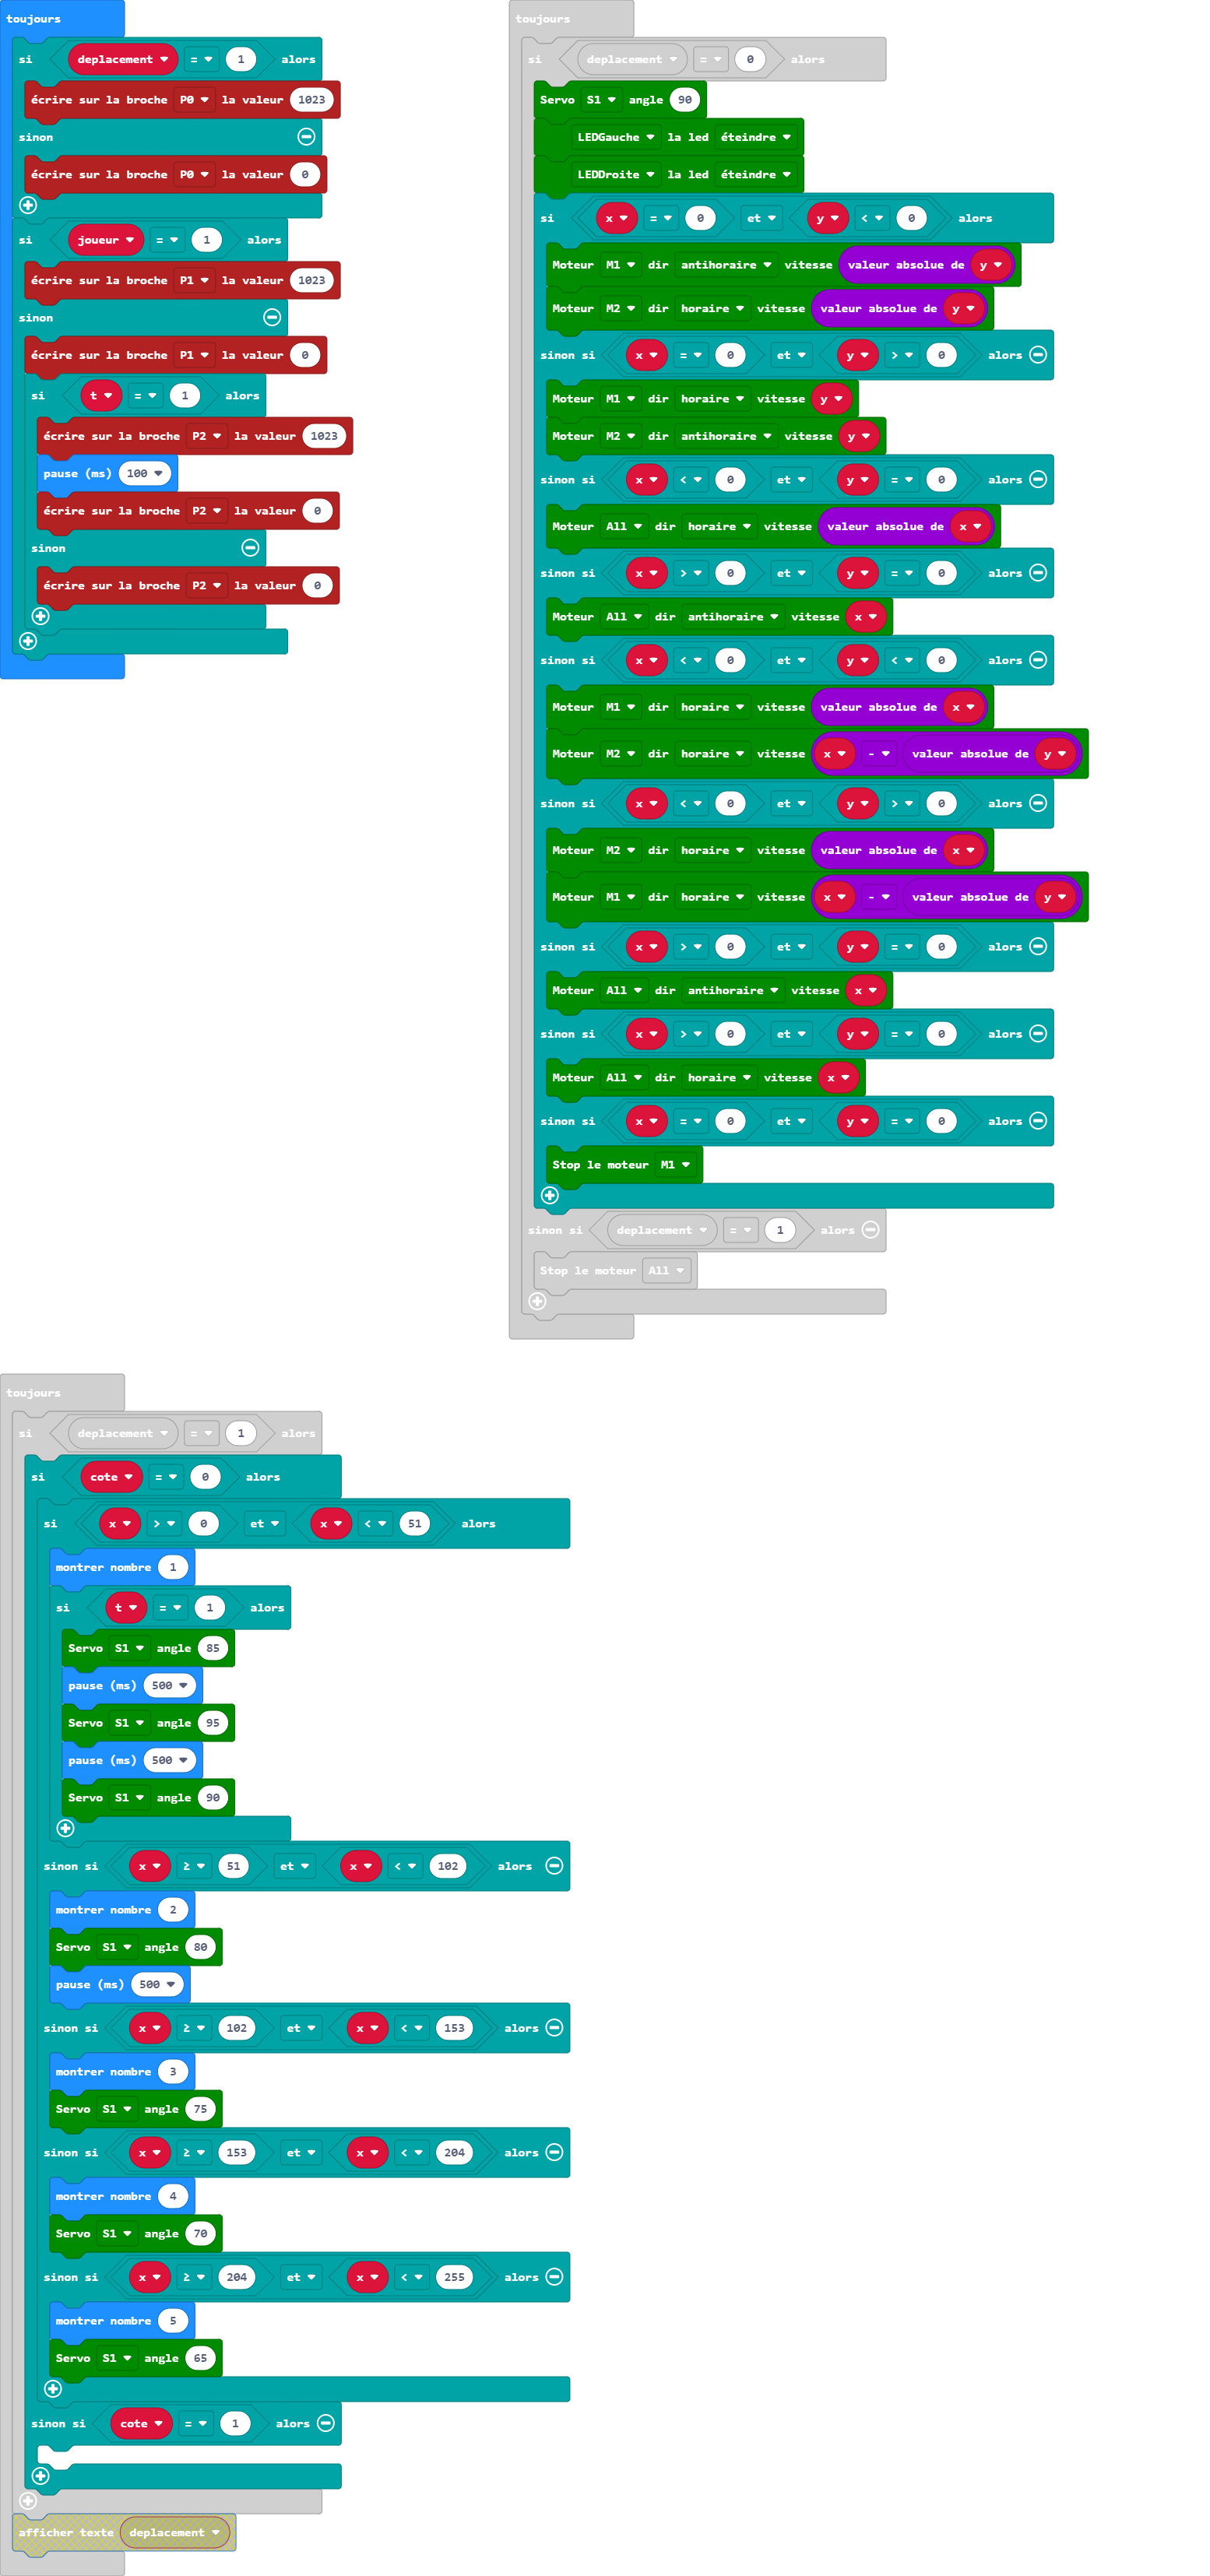 toujours
si deplacement = 1 alors
écrire sur la broche P0 la valeur 1023
sinon
écrire sur la broche P0 la valeur 0
si joueur = 1 alors
écrire sur la broche P1 la valeur 1023
sinon
écrire sur la broche P1 la valeur 0
si t = 1 alors
écrire sur la broche P2 la valeur 1023
pause (ms) 100
écrire sur la broche P2 la valeur 0
sinon
écrire sur la broche P2 la valeur 0
toujours
si deplacement = 0 alors
Servo S1 angle 90
LEDGauche la led éteindre
LEDDroite la led éteindre
si x = 0 et y < 0 alors
Moteur M1 dir antihoraire vitesse valeur absolue de y
Moteur M2 dir horaire vitesse valeur absolue de y
sinon si x = 0 et y > 0 alors
Moteur M1 dir horaire vitesse y
Moteur M2 dir antihoraire vitesse y
sinon si x < 0 et y = 0 alors
Moteur All dir horaire vitesse valeur absolue de x
sinon si x > 0 et y = 0 alors
Moteur All dir antihoraire vitesse x
sinon si x < 0 et y < 0 alors
Moteur M1 dir horaire vitesse valeur absolue de x
Moteur M2 dir horaire vitesse x - valeur absolue de y
sinon si x < 0 et y > 0 alors
Moteur M2 dir horaire vitesse valeur absolue de x
Moteur M1 dir horaire vitesse x - valeur absolue de y
sinon si x > 0 et y = 0 alors
Moteur All dir antihoraire vitesse x
sinon si x > 0 et y = 0 alors
Moteur All dir horaire vitesse x
sinon si x = 0 et y = 0 alors
Stop le moteur M1
sinon si deplacement = 1 alors
Stop le moteur All
toujours
si deplacement = 1 alors
si cote = 0 alors
si x > 0 et x < 51 alors
montrer nombre 1
si t = 1 alors
Servo S1 angle 85
pause (ms) 500
Servo S1 angle 95
pause (ms) 500
Servo S1 angle 90
sinon si x ≥ 51 et x < 102 alors
montrer nombre 2
Servo S1 angle 80
pause (ms) 500
sinon si x ≥ 102 et x < 153 alors
montrer nombre 3
Servo S1 angle 75
sinon si x ≥ 153 et x < 204 alors
montrer nombre 4
Servo S1 angle 70
sinon si x ≥ 204 et x < 255 alors
montrer nombre 5
Servo S1 angle 65
sinon si cote = 1 alors
afficher texte deplacement